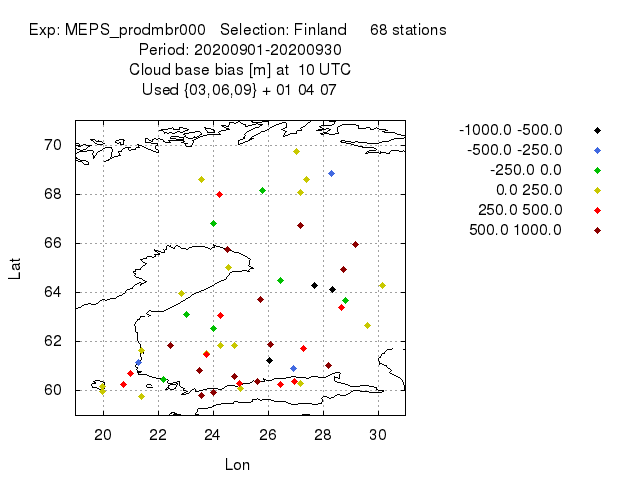 Exp: MEPS_prodmbr000 Selection: Finland 68 stations
Period: 20200901-20200930
Cloud base bias [m] at 10 UTC
Used {03,06,09} + 01 04 07
-1000.0 -500.0
-500.0 -250.0
-250.0 0.0
0.0 250.0
250.0 500.0
500.0 1000.0
70
68
66
64
62
60
Lat
20 22 24 26 28 30
Lon